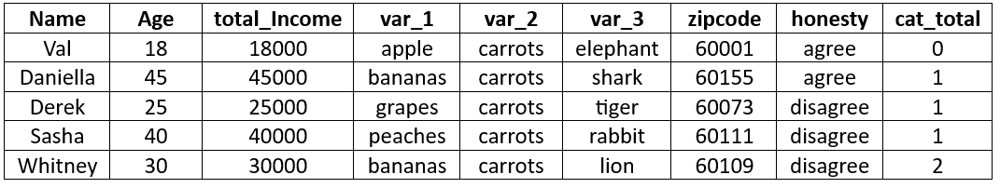 Name Age total_Income var_1 var_2 var_3 zipcode honesty cat_total
Val 18 18000 apple carrots elephant 60001 agree 0
Daniella 45 45000 bananas carrots shark 60155 agree 1
Derek 25 25000 grapes carrots tiger 60073 disagree 1
Sasha 40 40000 peaches carrots rabbit 60111 disagree 1
Whitney 30 30000 bananas carrots lion 60109 disagree 2